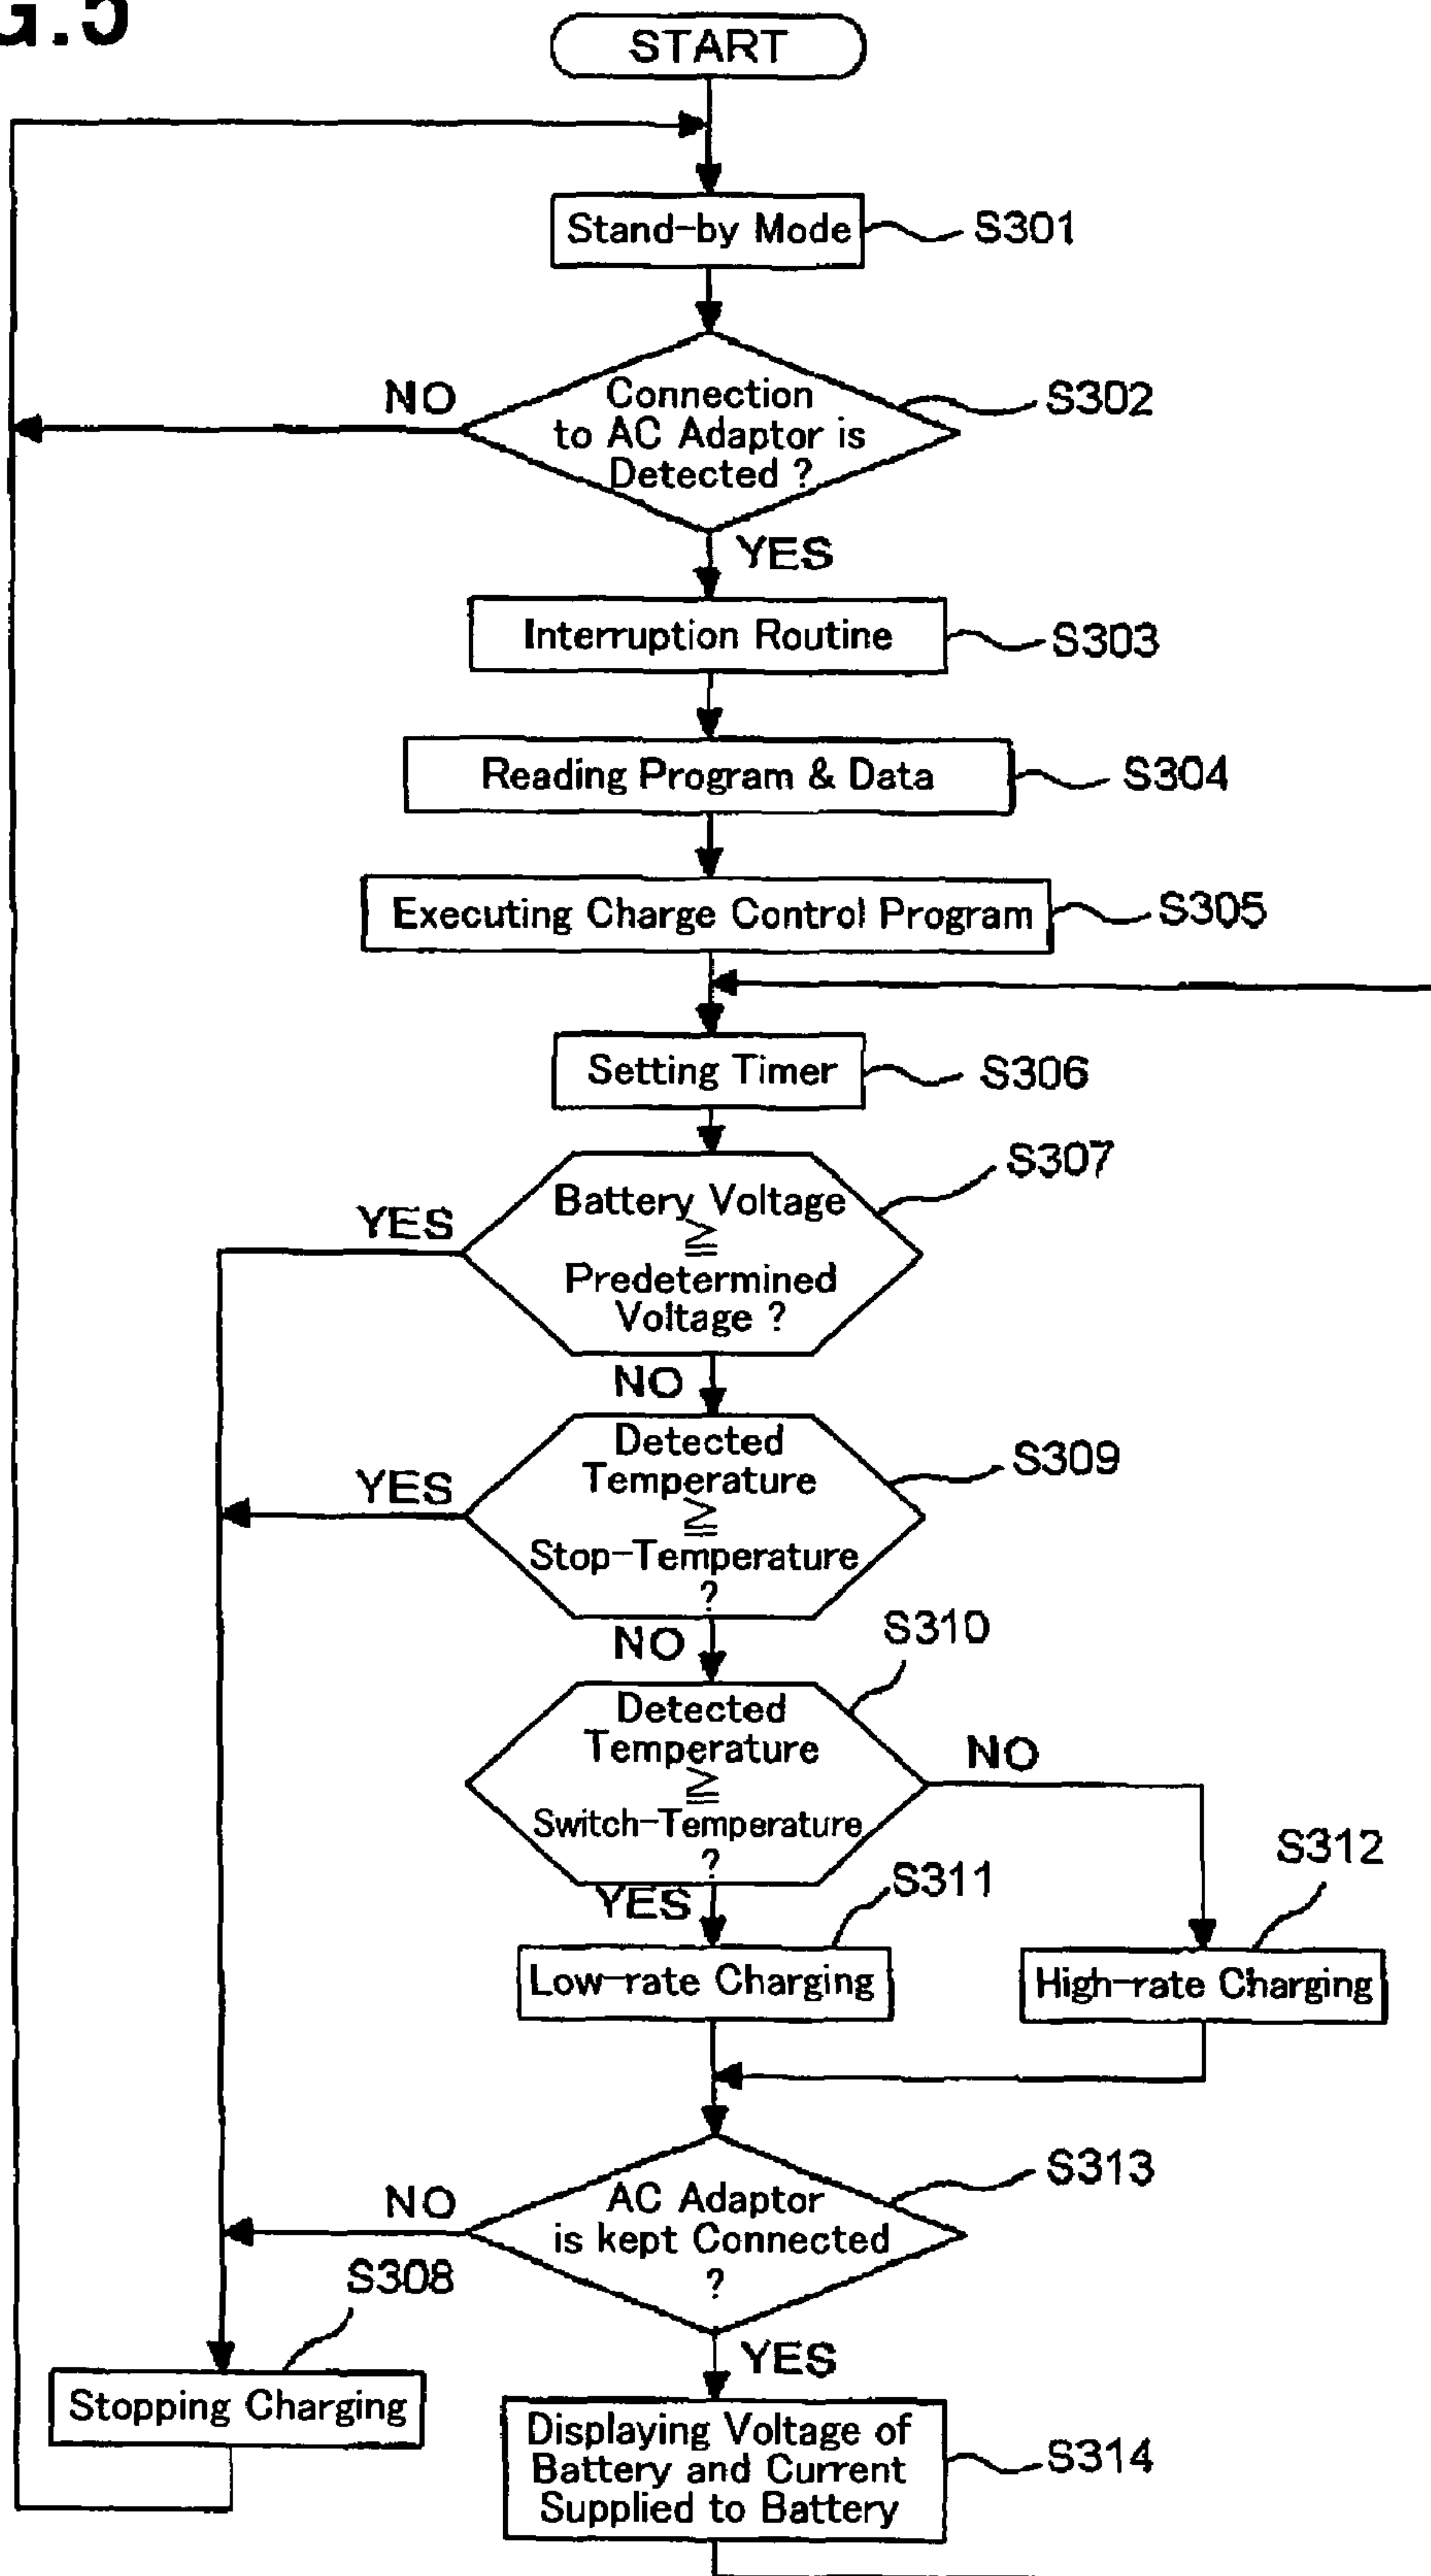 G.5
START
Stand-by Mode
S301
NO
Connection
to AC Adaptor is
Detected ?
S302
YES
Interruption Routine
S303
Reading Program & Data
S304
Executing Charge Control Program
S305
Setting Timer
S306
S307
YES
Battery Voltage
≧
Predetermined
Voltage ?
NO
YES
Detected
Temperature
≧
Stop-Temperature
?
S309
NO
S310
Detected
Temperature
≧
Switch-Temperature
?
NO
YES
S311
S312
Low-rate Charging
High-rate Charging
NO
AC Adaptor
is kept Connected
?
S313
S308
YES
Stopping Charging
Displaying Voltage of
Battery and Current
Supplied to Battery
S314